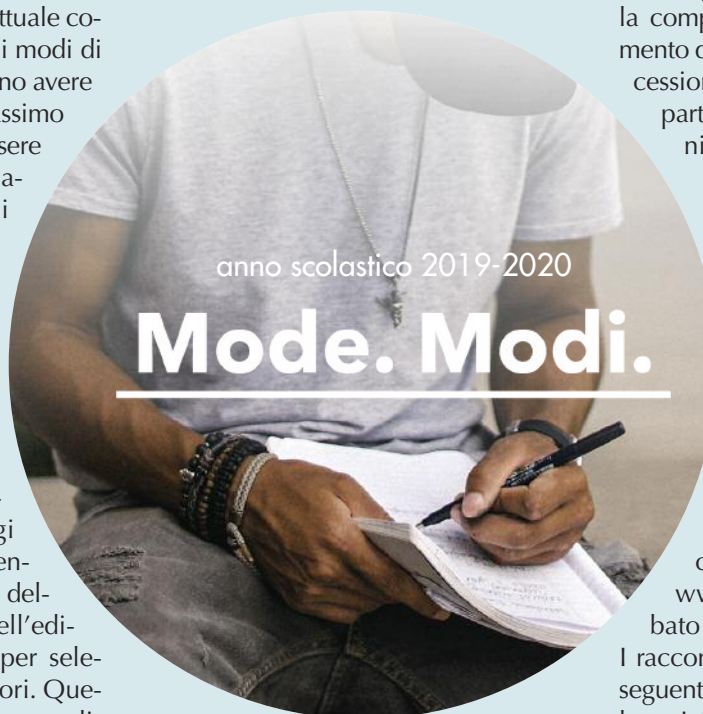 ttuale co-
i modi di
no avere
ssimo
sere
a-
i
gi
en-
del-
ell'edi-
per sele-
ori. Que-
anno scolastico 2019-2020
Mode. Modi.
la comp
mento d
cession
part
ni
bato
I raccon
seguent